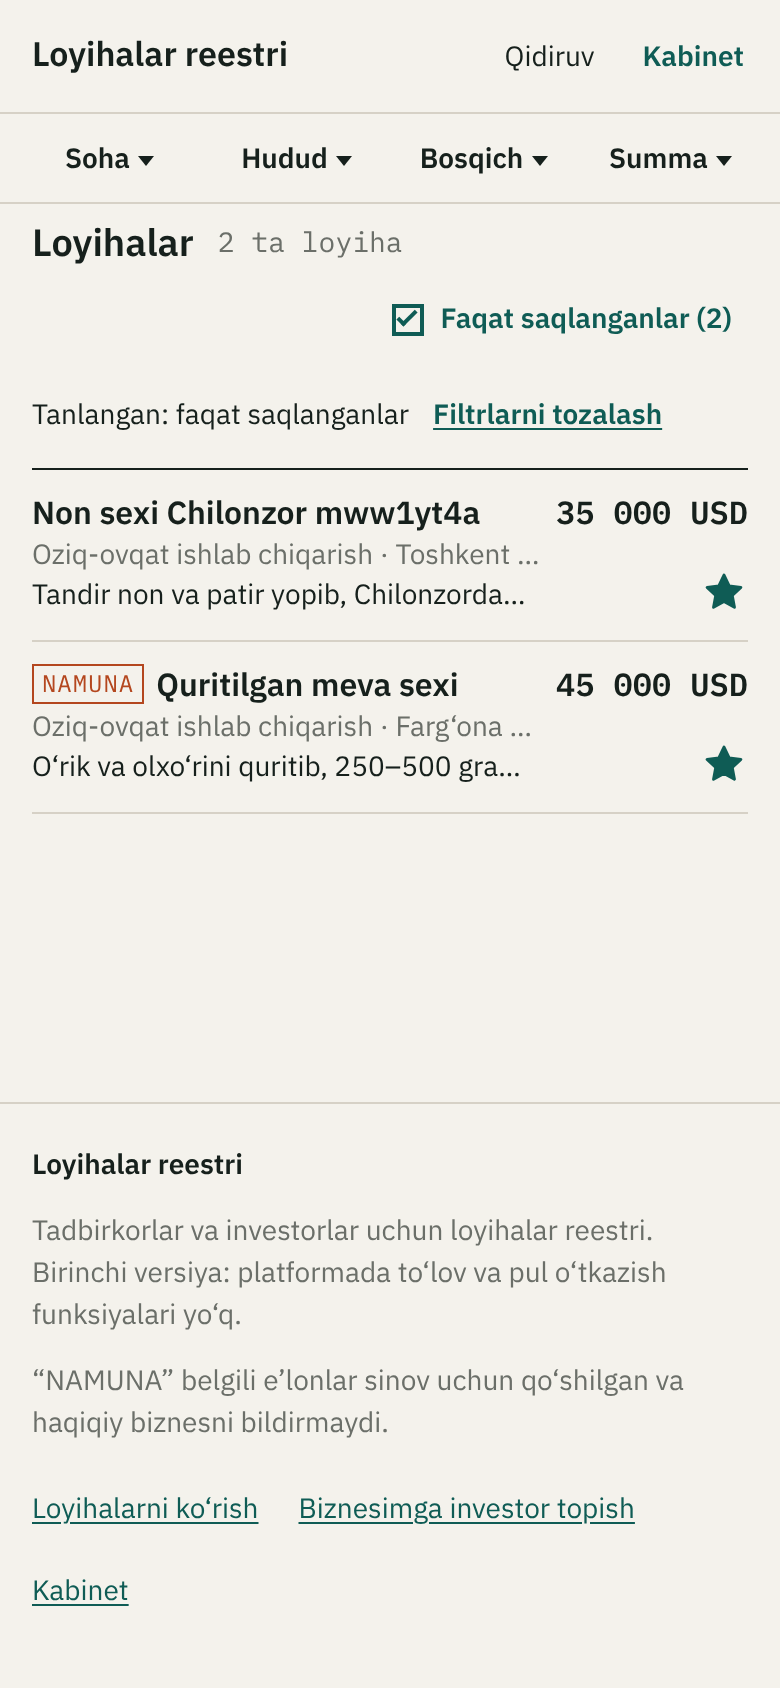 Loyihalar reestri
Qidiruv
Kabinet
Soha
Hudud
Bosqich
Summa
Loyihalar 2 ta loyiha
Faqat saqlanganlar (2)
Tanlangan: faqat saqlanganlar Filtrlarni tozalash
Non sexi Chilonzor mww1yt4a 35 000 USD
Oziq-ovqat ishlab chiqarish · Toshkent ...
Tandir non va patir yopib, Chilonzorda...
NAMUNA Quritilgan meva sexi 45 000 USD
Oziq-ovqat ishlab chiqarish · Farg‘ona ...
O‘rik va olxo‘rini quritib, 250–500 gra...
Loyihalar reestri
Tadbirkorlar va investorlar uchun loyihalar reestri.
Birinchi versiya: platformada to‘lov va pul o‘tkazish
funksiyalari yo‘q.
“NAMUNA” belgili e’lonlar sinov uchun qo‘shilgan va
haqiqiy biznesni bildirmaydi.
Loyihalarni ko‘rish Biznesimga investor topish
Kabinet